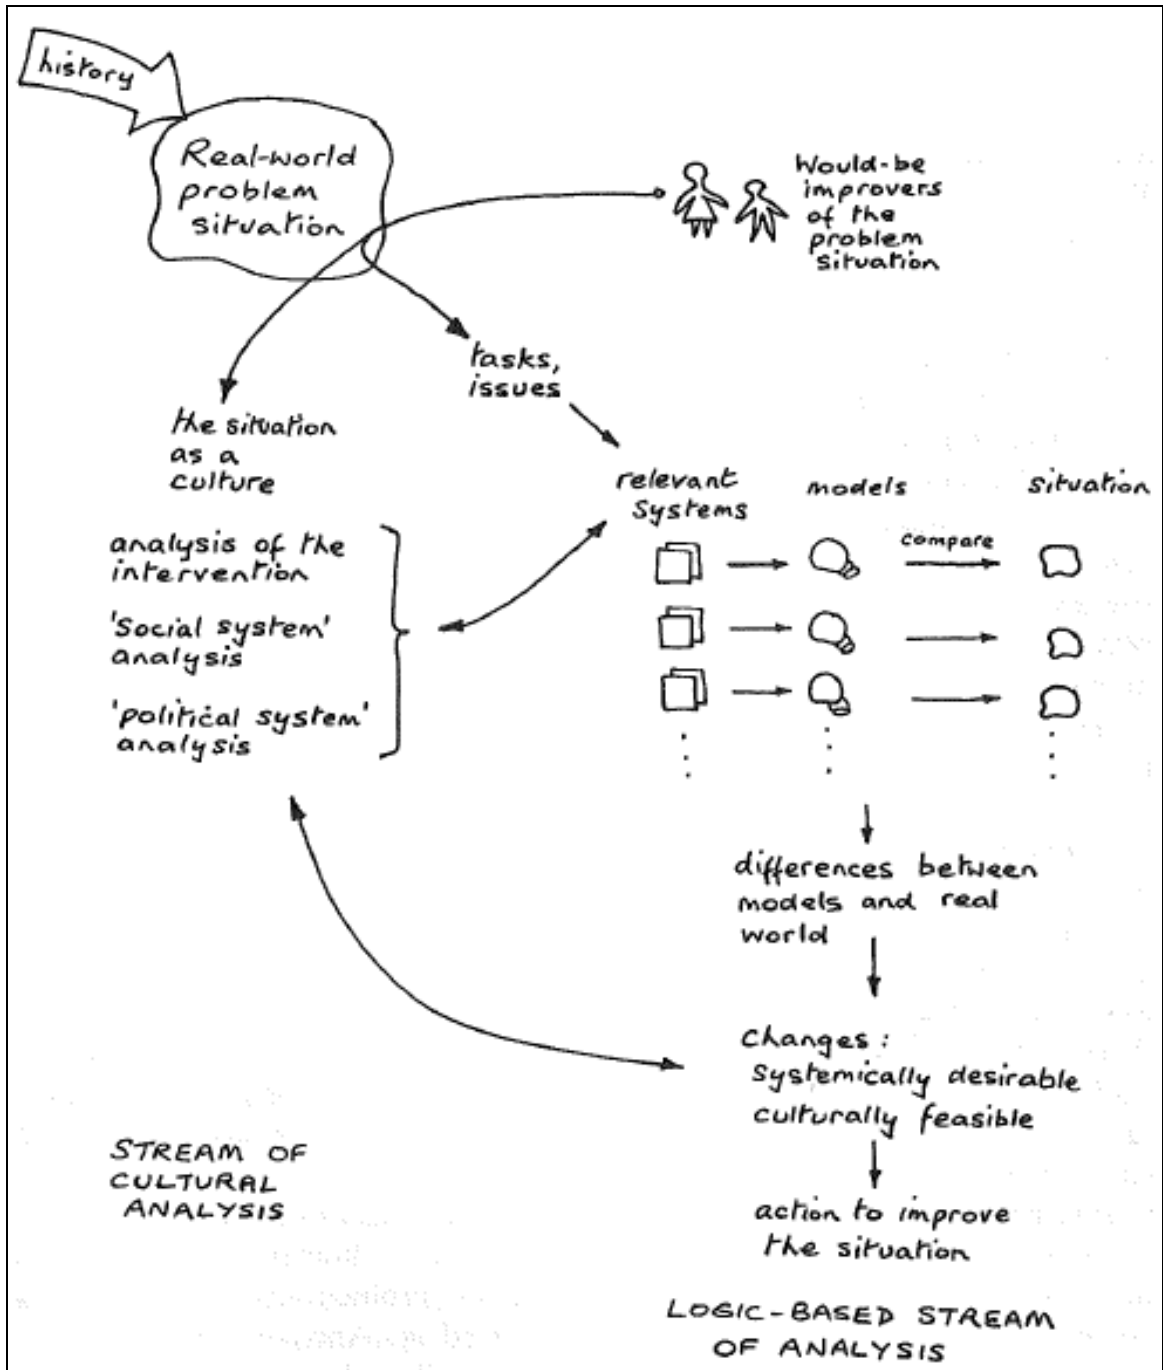 history
Real-world
problem
situation
Would-be
improvers
of the
problem
situation
tasks,
issues
the situation
as a
culture
relevant
systems
models
situation
compare
analysis of the
intervention
'Social system'
analysis
'political system'
analysis
differences between
models and real
world
Changes:
systemically desirable
culturally feasible
STREAM OF
CULTURAL
ANALYSIS
action to improve
the situation
LOGIC-BASED STREAM
OF ANALYSIS